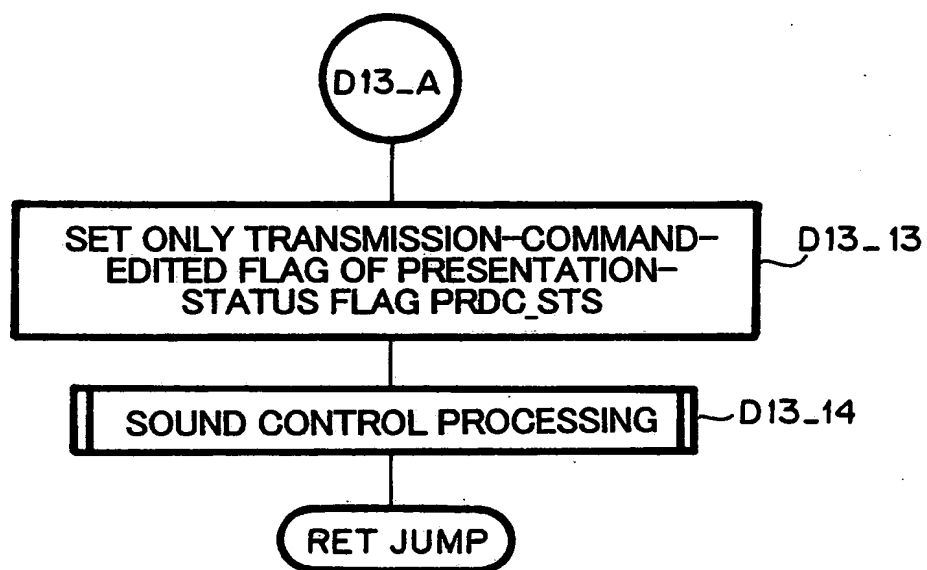 D13_A
SET ONLY TRANSMISSION-COMMAND-
EDITED FLAG OF PRESENTATION-
STATUS FLAG PRDC_STS
D13_13
SOUND CONTROL PROCESSING
D13_14
RET JUMP